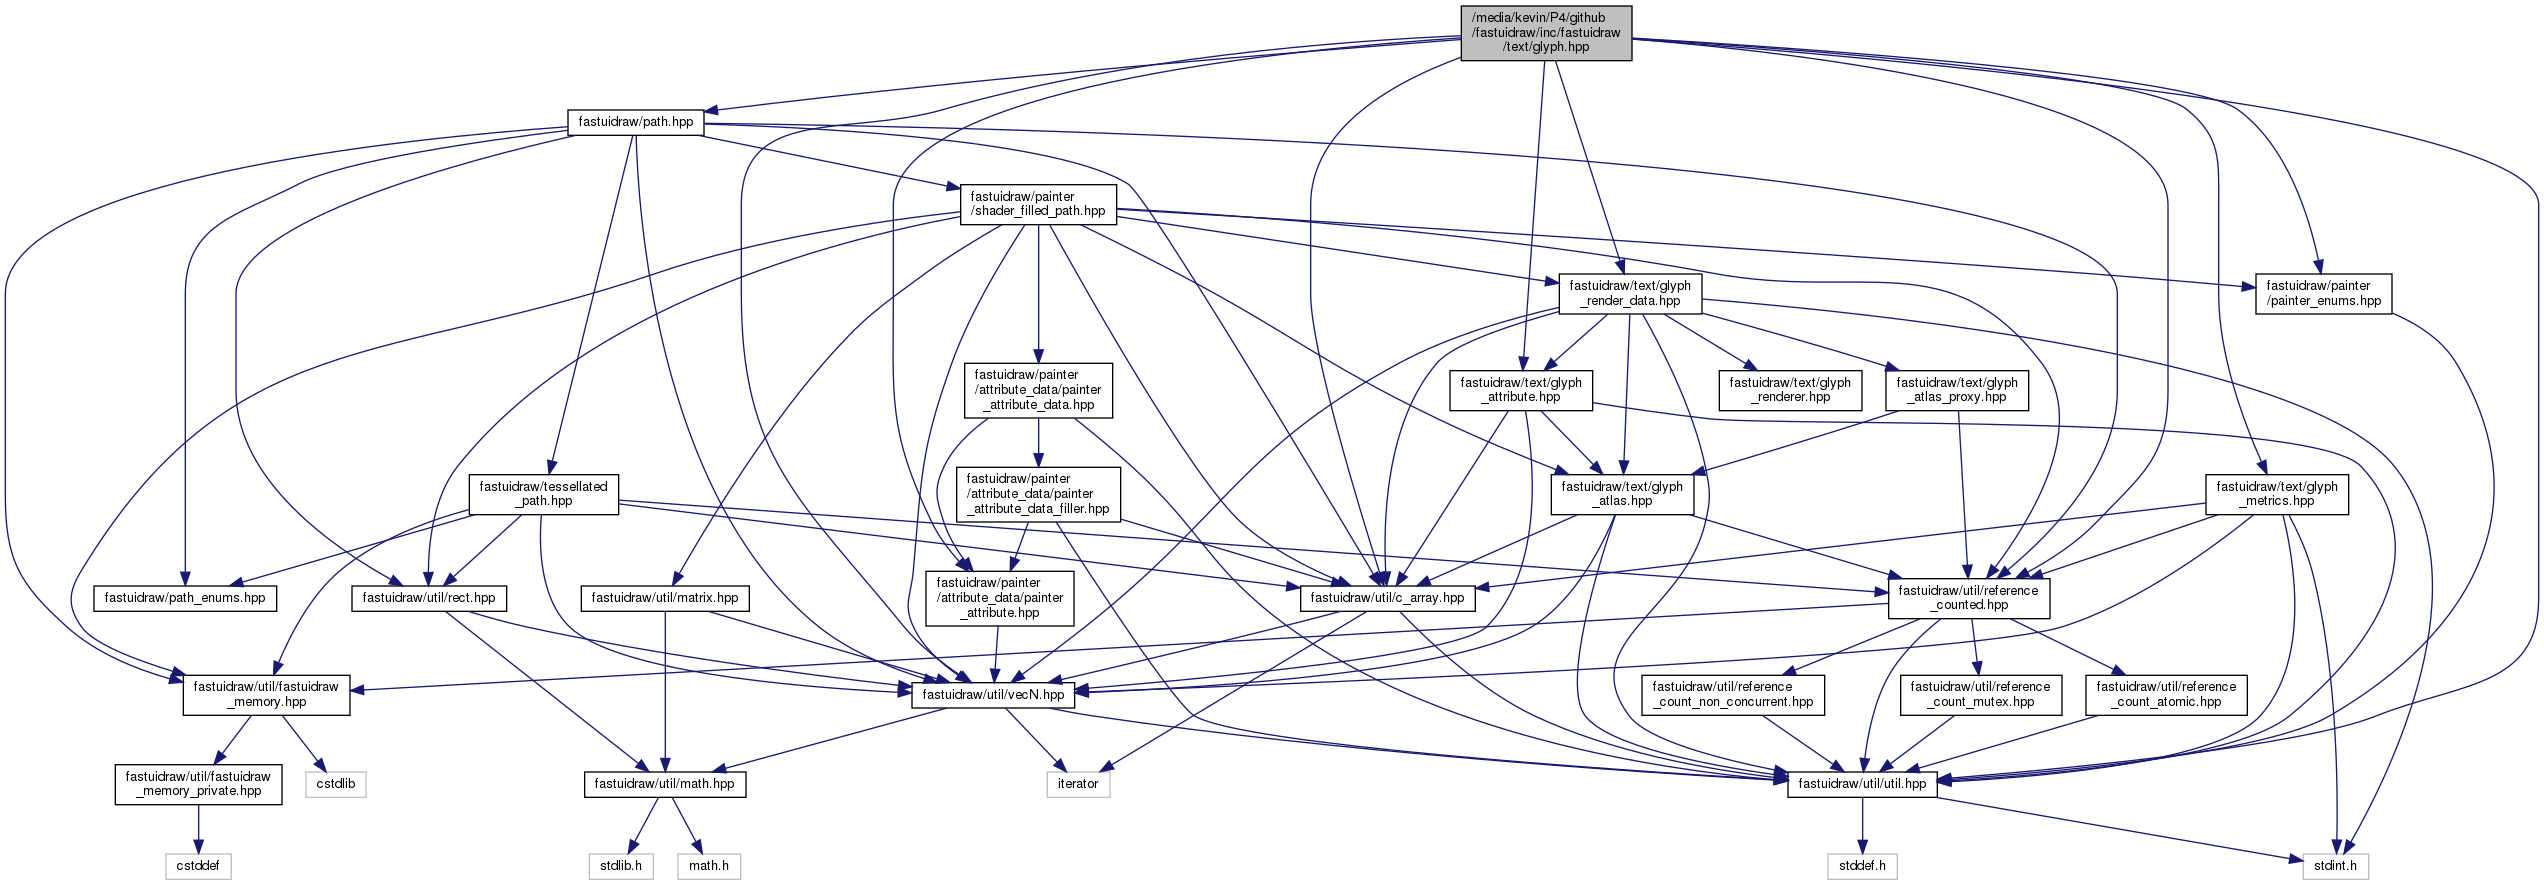 /media/kevin/P4/github
/fastuidraw/inc/fastuidraw
/text/glyph.hpp
fastuidraw/path.hpp
fastuidraw/painter
/shader_filled_path.hpp
fastuidraw/text/glyph
_render_data.hpp
fastuidraw/painter
/painter_enums.hpp
fastuidraw/painter
/attribute_data/painter
_attribute_data.hpp
fastuidraw/text/glyph
_attribute.hpp
fastuidraw/text/glyph
_renderer.hpp
fastuidraw/text/glyph
_atlas_proxy.hpp
fastuidraw/tessellated
_path.hpp
fastuidraw/painter
/attribute_data/painter
_attribute_data_filler.hpp
fastuidraw/text/glyph
_atlas.hpp
fastuidraw/text/glyph
_metrics.hpp
fastuidraw/path_enums.hpp
fastuidraw/util/rect.hpp
fastuidraw/util/matrix.hpp
fastuidraw/painter
/attribute_data/painter
_attribute.hpp
fastuidraw/util/c_array.hpp
fastuidraw/util/reference
_counted.hpp
fastuidraw/util/fastuidraw
_memory.hpp
fastuidraw/util/vecN.hpp
fastuidraw/util/reference
_count_non_concurrent.hpp
fastuidraw/util/reference
_count_mutex.hpp
fastuidraw/util/reference
_count_atomic.hpp
fastuidraw/util/fastuidraw
_memory_private.hpp
cstdlib
fastuidraw/util/math.hpp
iterator
fastuidraw/util/util.hpp
cstddef
stdlib.h
math.h
stddef.h
stdint.h